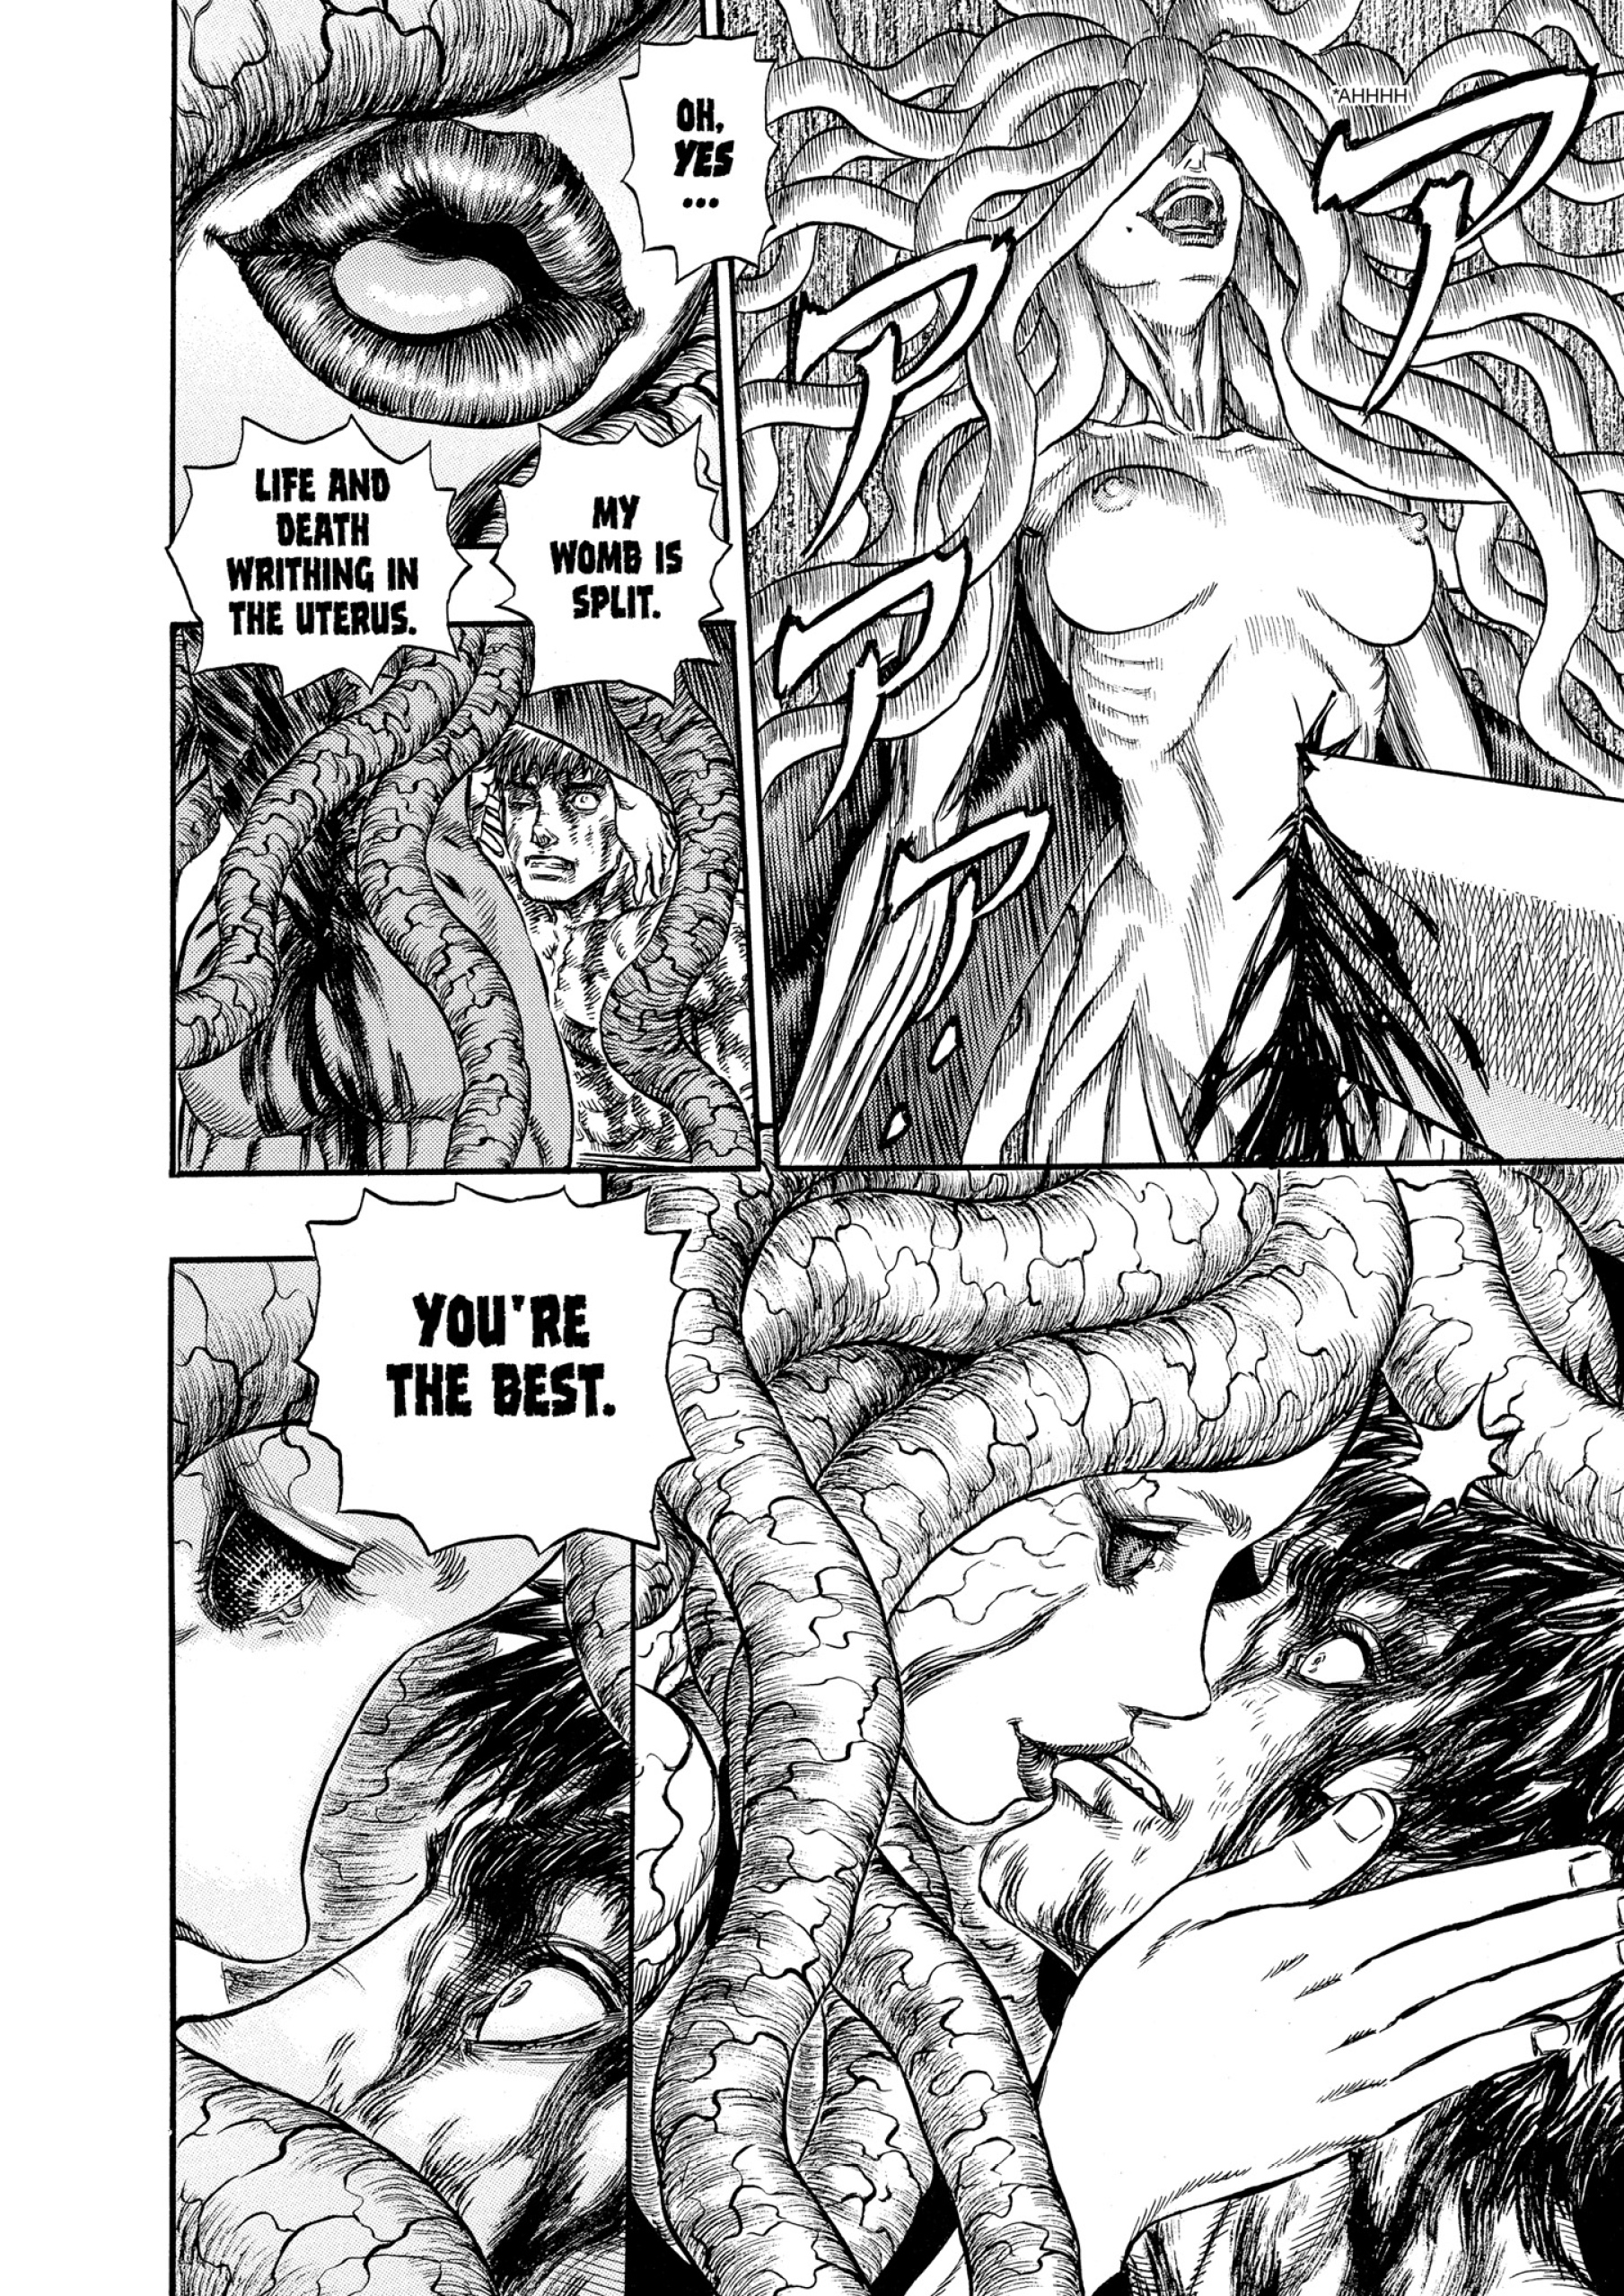 *AHHHH
ア
ア
ア
ア
OH,
YES
...
MY
WOMB IS
SPLIT.
LIFE AND
DEATH
WRITHING IN
THE UTERUS.
YOU'RE
THE BEST.